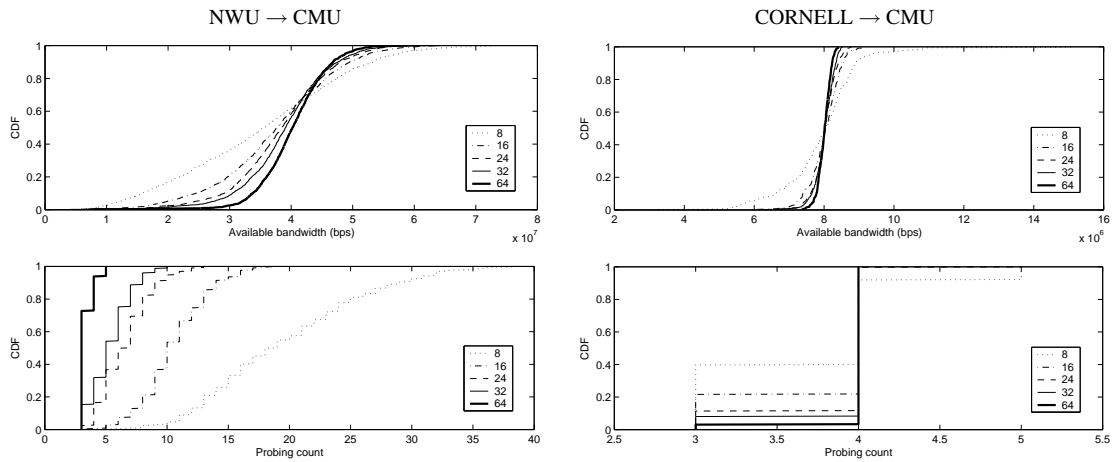 NWU → CMU
CORNELL → CMU
1
0.8
0.6
0.4
0.2
0
CDF
0 1 2 3 4 5 6 7 8
Available bandwidth (bps)
x 10^7
8
16
24
32
64
1
0.8
0.6
0.4
0.2
0
CDF
2 4 6 8 10 12 14 16
Available bandwidth (bps)
x 10^6
8
16
24
32
64
1
0.8
0.6
0.4
0.2
0
CDF
0 5 10 15 20 25 30 35 40
Probing count
8
16
24
32
64
1
0.8
0.6
0.4
0.2
0
CDF
2.5 3 3.5 4 4.5 5 5.5
Probing count
8
16
24
32
64